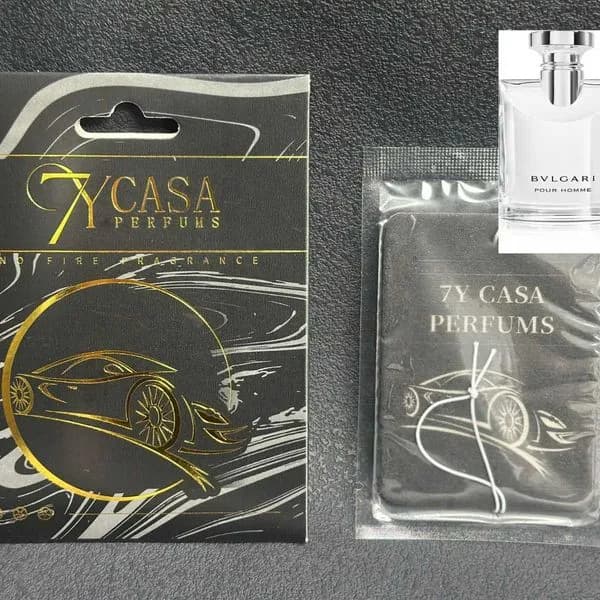 7YCASA
PERFUMS
NO FIRE FRAGRANCE
7Y CASA
PERFUMS
BVLGARI
POUR HOMME